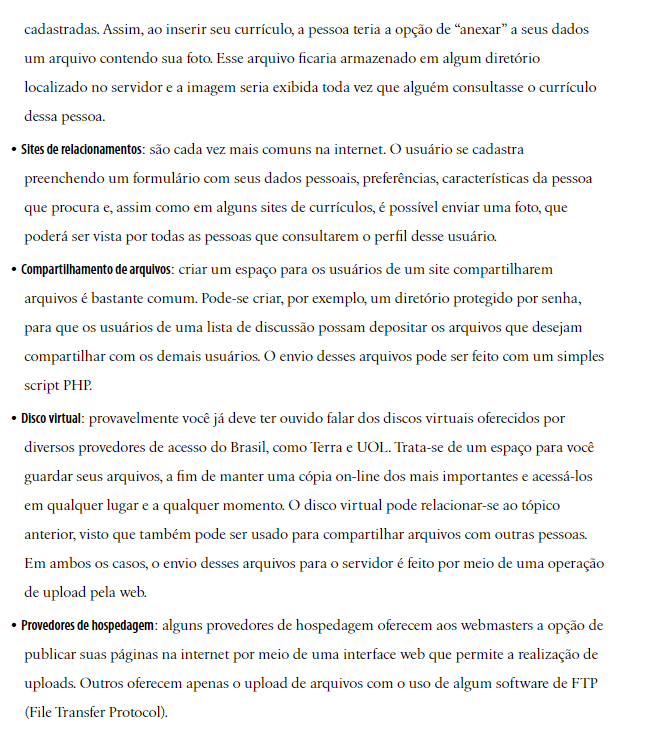 cadastradas. Assim, ao inserir seu currículo, a pessoa teria a opção de “anexar” a seus dados
um arquivo contendo sua foto. Esse arquivo ficaria armazenado em algum diretório
localizado no servidor e a imagem seria exibida toda vez que alguém consultasse o currículo
dessa pessoa.
• Sites de relacionamentos: são cada vez mais comuns na internet. O usuário se cadastra
preenchendo um formulário com seus dados pessoais, preferências, características da pessoa
que procura e, assim como em alguns sites de currículos, é possível enviar uma foto, que
poderá ser vista por todas as pessoas que consultarem o perfil desse usuário.
• Compartilhamento de arquivos: criar um espaço para os usuários de um site compartilharem
arquivos é bastante comum. Pode-se criar, por exemplo, um diretório protegido por senha,
para que os usuários de uma lista de discussão possam depositar os arquivos que desejam
compartilhar com os demais usuários. O envio desses arquivos pode ser feito com um simples
script PHP.
• Disco virtual: provavelmente você já deve ter ouvido falar dos discos virtuais oferecidos por
diversos provedores de acesso do Brasil, como Terra e UOL. Trata-se de um espaço para você
guardar seus arquivos, a fim de manter uma cópia on-line dos mais importantes e acessá-los
em qualquer lugar e a qualquer momento. O disco virtual pode relacionar-se ao tópico
anterior, visto que também pode ser usado para compartilhar arquivos com outras pessoas.
Em ambos os casos, o envio desses arquivos para o servidor é feito por meio de uma operação
de upload pela web.
• Provedores de hospedagem: alguns provedores de hospedagem oferecem aos webmasters a opção de
publicar suas páginas na internet por meio de uma interface web que permite a realização de
uploads. Outros oferecem apenas o upload de arquivos com o uso de algum software de FTP
(File Transfer Protocol).